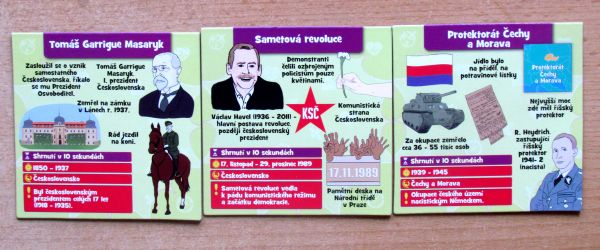 Tomáš Garrigue Masaryk
Zasloužil se o vznik
samostatného
Československa, říkalo
se mu Prezident
Osvoboditel.
Tomáš Garrigue
Masaryk,
1. prezident
Československa
Zemřel na zámku
v Lánech r. 1937.
Rád jezdil
na koni.
Shrnutí v 10 sekundách
1850 - 1937
Československo
Byl československým
prezidentem celých 17 let
(1918 - 1935).
Sametová revoluce
Demonstranti
čelili ozbrojeným
policistům pouze
květinami.
Václav Havel (1936 - 2011) -
hlavní postava revoluce,
později československý
prezident
KSČ
Komunistická
strana
Československa
Shrnutí v 10 sekundách
17. listopad - 29. prosinec 1989
Československo
Sametová revoluce vedla
k pádu komunistického režimu
a začátku demokracie.
17.11.1989
Pamětní deska na
Národní třídě
v Praze
Protektorát Čechy
a Morava
Jídlo bylo
na příděl, na
potravinové lístky
Protektorát
Čechy
a Morava
Nejvyšší moc
zde měl říšský
protektor
Za okupace zemřelo
cca 36 - 55 tisíc osob
R. Heydrich,
zastupující
říšský
protektor
1941- 2
(nacista)
Shrnutí v 10 sekundách
1939 - 1945
Čechy a Morava
Okupace českého území
nacistickým Německem.